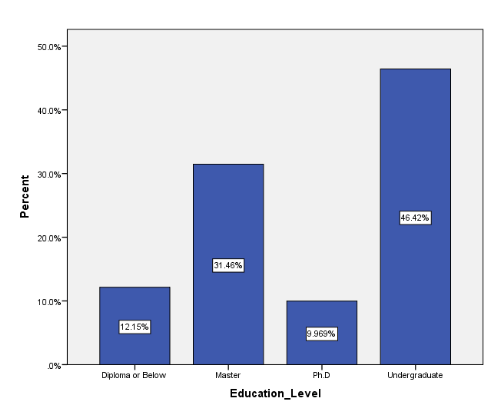 50.0%
40.0%
30.0%
20.0%
10.0%
.0%
Percent
12.15%
31.46%
9.969%
46.42%
Diploma or Below
Master
Ph.D
Undergraduate
Education_Level